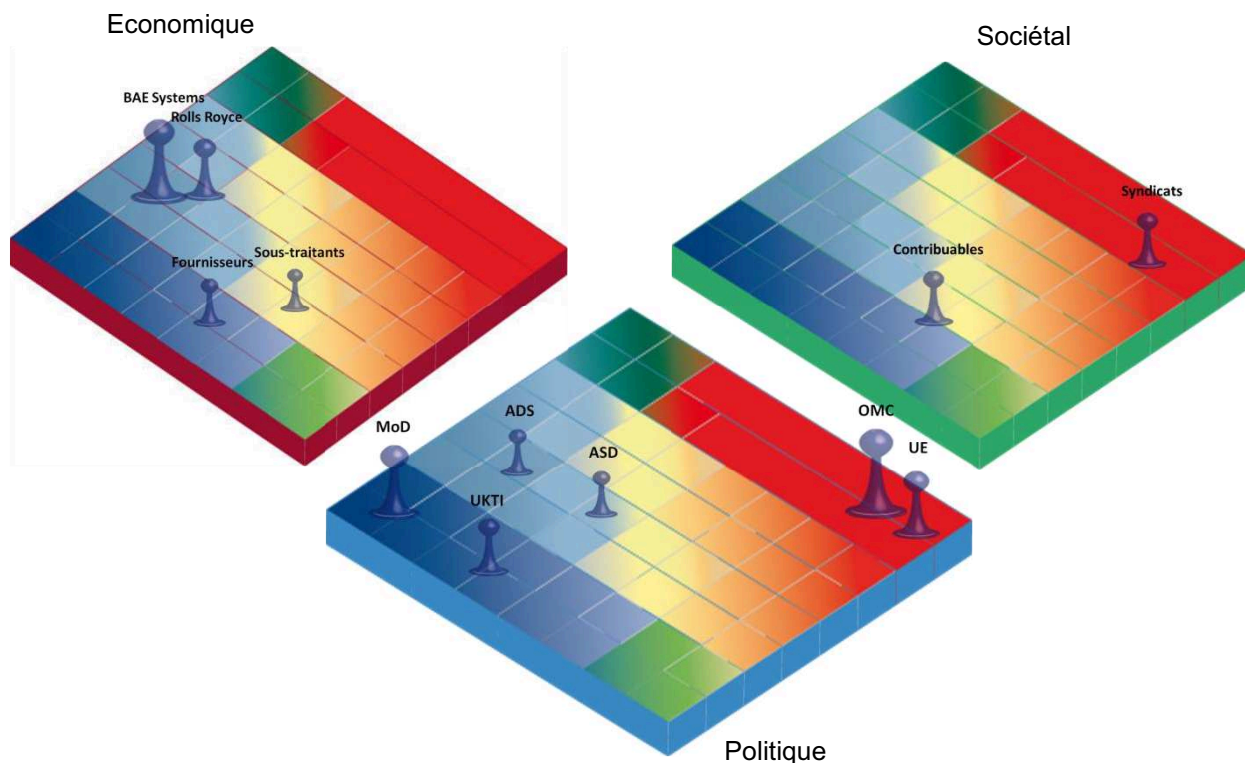 Economique
BAE Systems
Rolls Royce
Fournisseurs
Sous-traitants
Sociétal
Syndicats
Contribuables
MoD
ADS
ASD
UKTI
OMC
UE
Politique